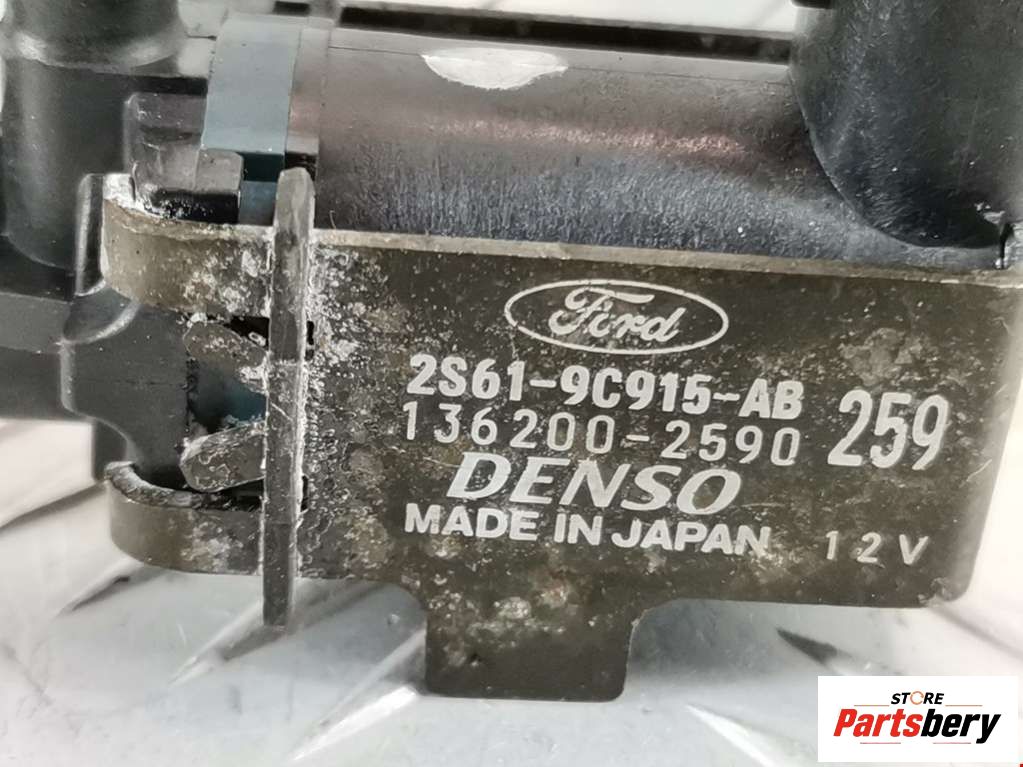 Ford
2S61-9C915-AB
136200-2590 259
DENSO
MADE IN JAPAN 12V
STORE
Partsbery